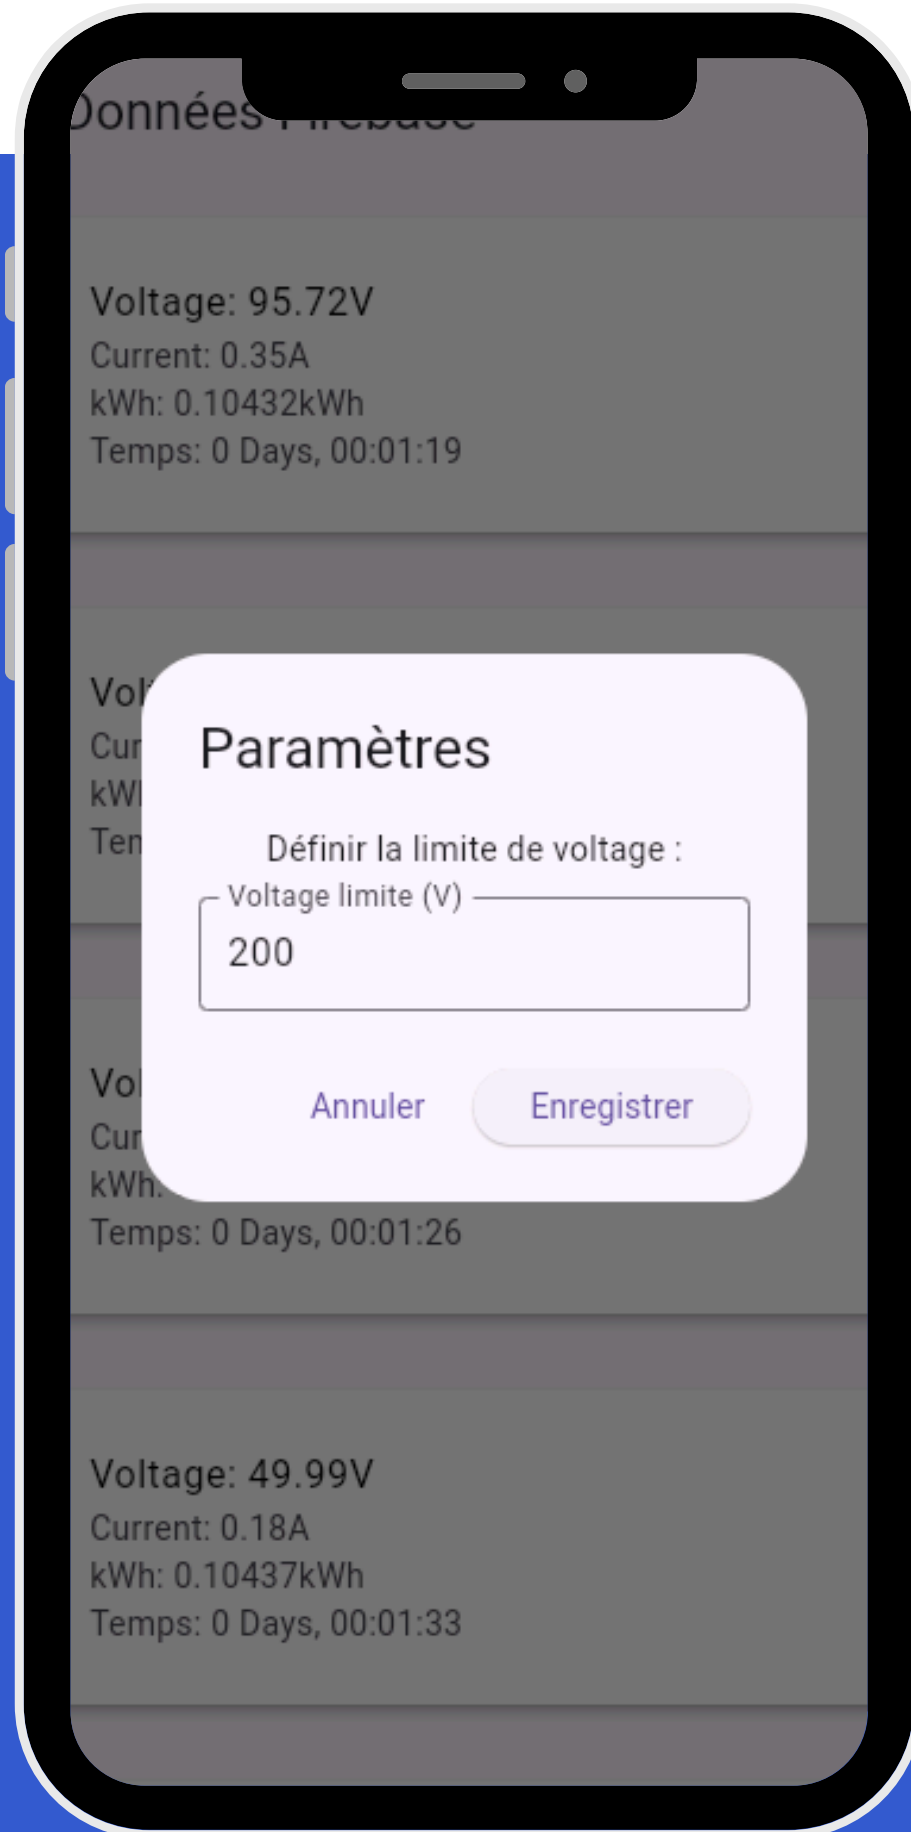 Données
Voltage: 95.72V
Current: 0.35A
kWh: 0.10432kWh
Temps: 0 Days, 00:01:19
Paramètres
Définir la limite de voltage :
Voltage limite (V)
200
Annuler
Enregistrer
kWh:
Temps: 0 Days, 00:01:26
Voltage: 49.99V
Current: 0.18A
kWh: 0.10437kWh
Temps: 0 Days, 00:01:33